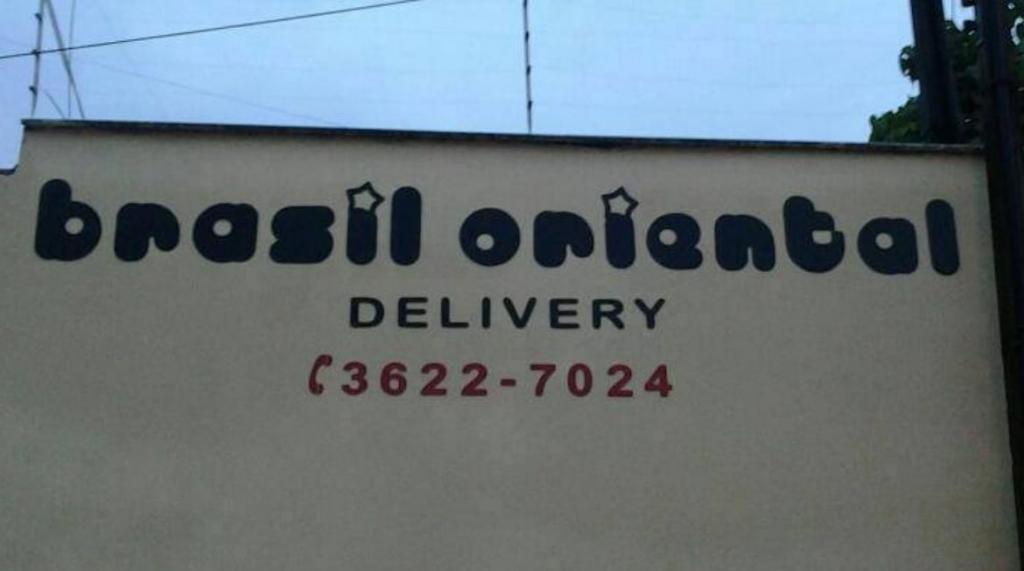 brasil oriental
DELIVERY
3622-7024